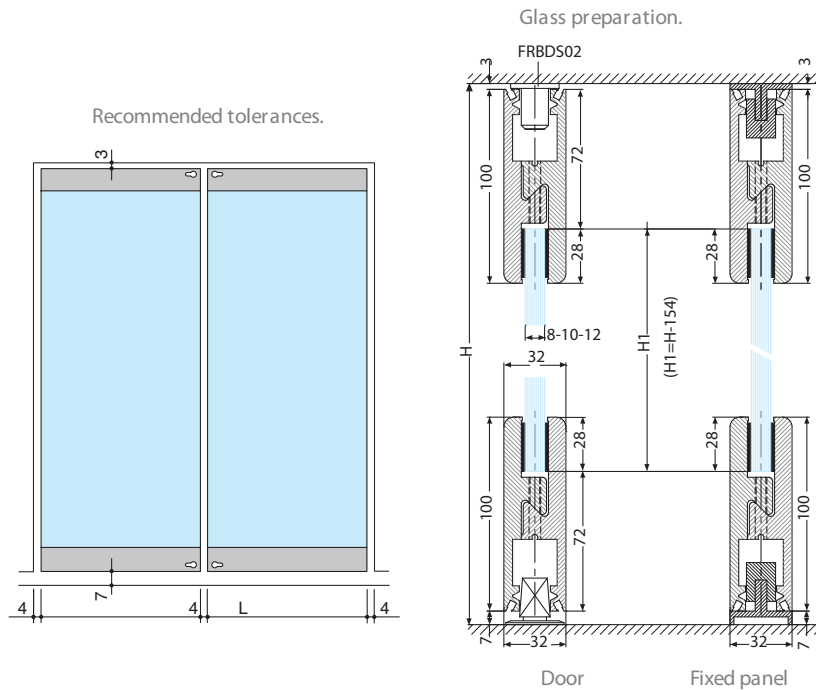 Glass preparation.
FRBDS02
Recommended tolerances.
3
4
4
L
4
7
3
3
100
72
28
28
100
8-10-12
32
H
H1
(H1=H-154)
28
28
100
72
100
7
32
32
7
Door
Fixed panel